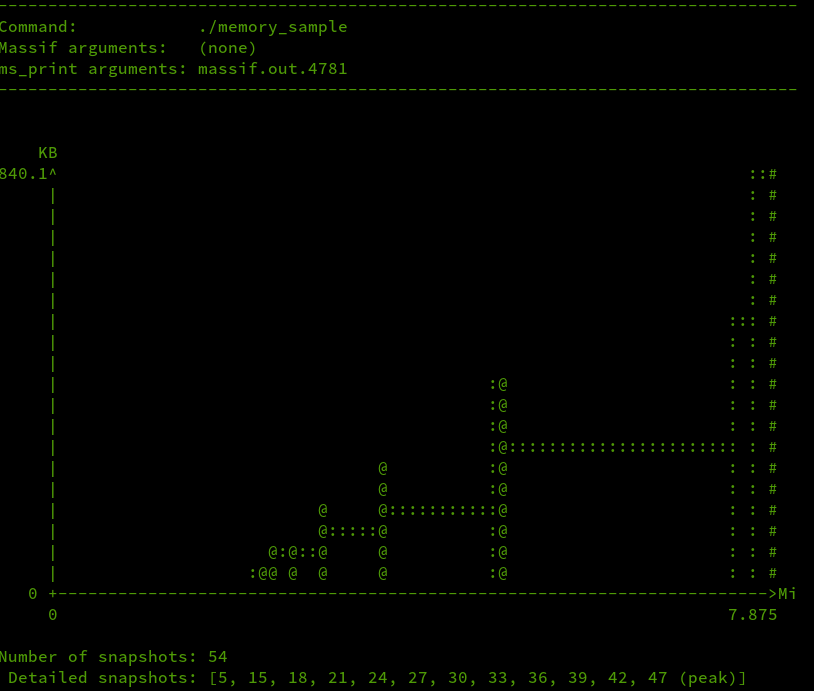 --------------------------------------------------------------------------------
Command:            ./memory_sample
Massif arguments:   (none)
ms_print arguments: massif.out.4781
--------------------------------------------------------------------------------
    KB
840.1^                                                                      ::#
     |                                                                      : #
     |                                                                      : #
     |                                                                      : #
     |                                                                      : #
     |                                                                      : #
     |                                                                      : #
     |                                                                    ::: #
     |                                                                    : : #
     |                                                                    : : #
     |                                            :@                      : : #
     |                                            :@                      : : #
     |                                            :@                      : : #
     |                                            :@::::::::::::::::::::::: : #
     |                                 @          :@                      : : #
     |                                 @          :@                      : : #
     |                           @     @:::::::::::@                      : : #
     |                           @:::::@          :@                      : : #
     |                      @:@::@     @          :@                      : : #
     |                    :@@ @  @     @          :@                      : : #
   0 +----------------------------------------------------------------------->Mi
     0                                                                   7.875
Number of snapshots: 54
 Detailed snapshots: [5, 15, 18, 21, 24, 27, 30, 33, 36, 39, 42, 47 (peak)]